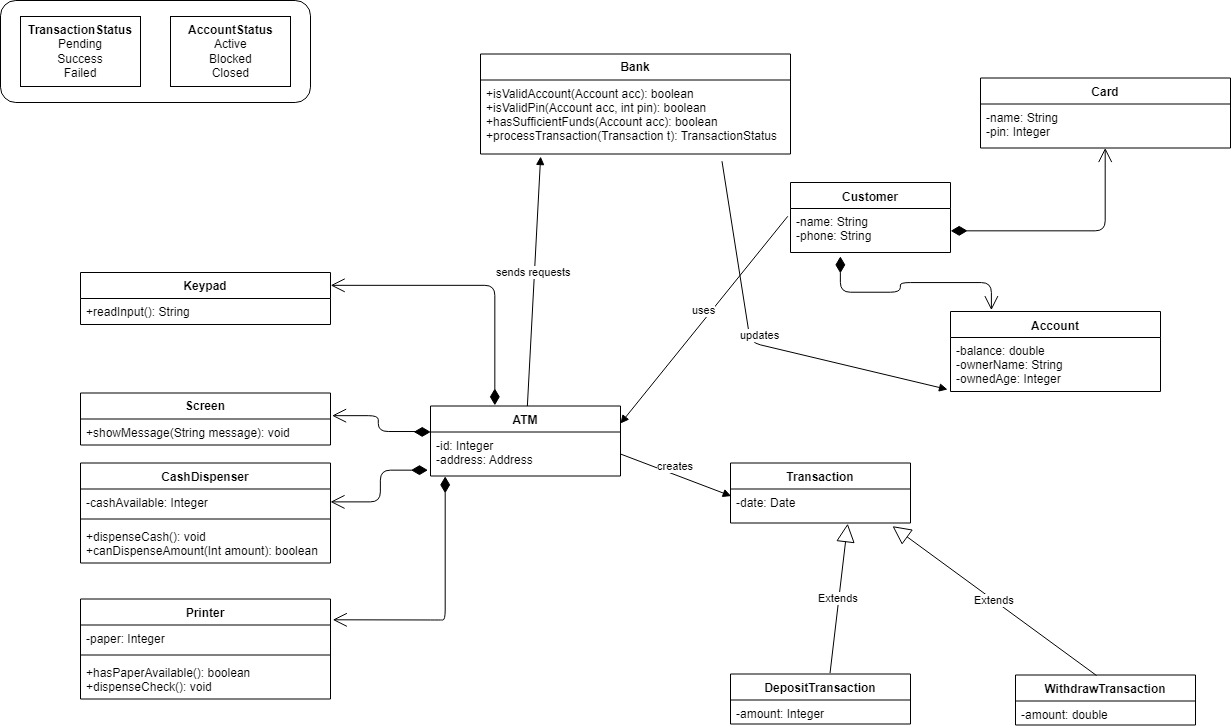 TransactionStatus
Pending
Success
Failed
AccountStatus
Active
Blocked
Closed
Bank
+isValidAccount(Account acc): boolean
+isValidPin(Account acc, int pin): boolean
+hasSufficientFunds(Account acc): boolean
+processTransaction(Transaction t): TransactionStatus
Card
-name: String
-pin: Integer
Customer
-name: String
-phone: String
sends requests
Keypad
+readInput(): String
uses
updates
Account
-balance: double
-ownerName: String
-ownedAge: Integer
Screen
+showMessage(String message): void
ATM
-id: Integer
-address: Address
CashDispenser
-cashAvailable: Integer
+dispenseCash(): void
+canDispenseAmount(Int amount): boolean
creates
Transaction
-date: Date
Printer
-paper: Integer
+hasPaperAvailable(): boolean
+dispenseCheck(): void
Extends
Extends
DepositTransaction
-amount: Integer
WithdrawTransaction
-amount: double